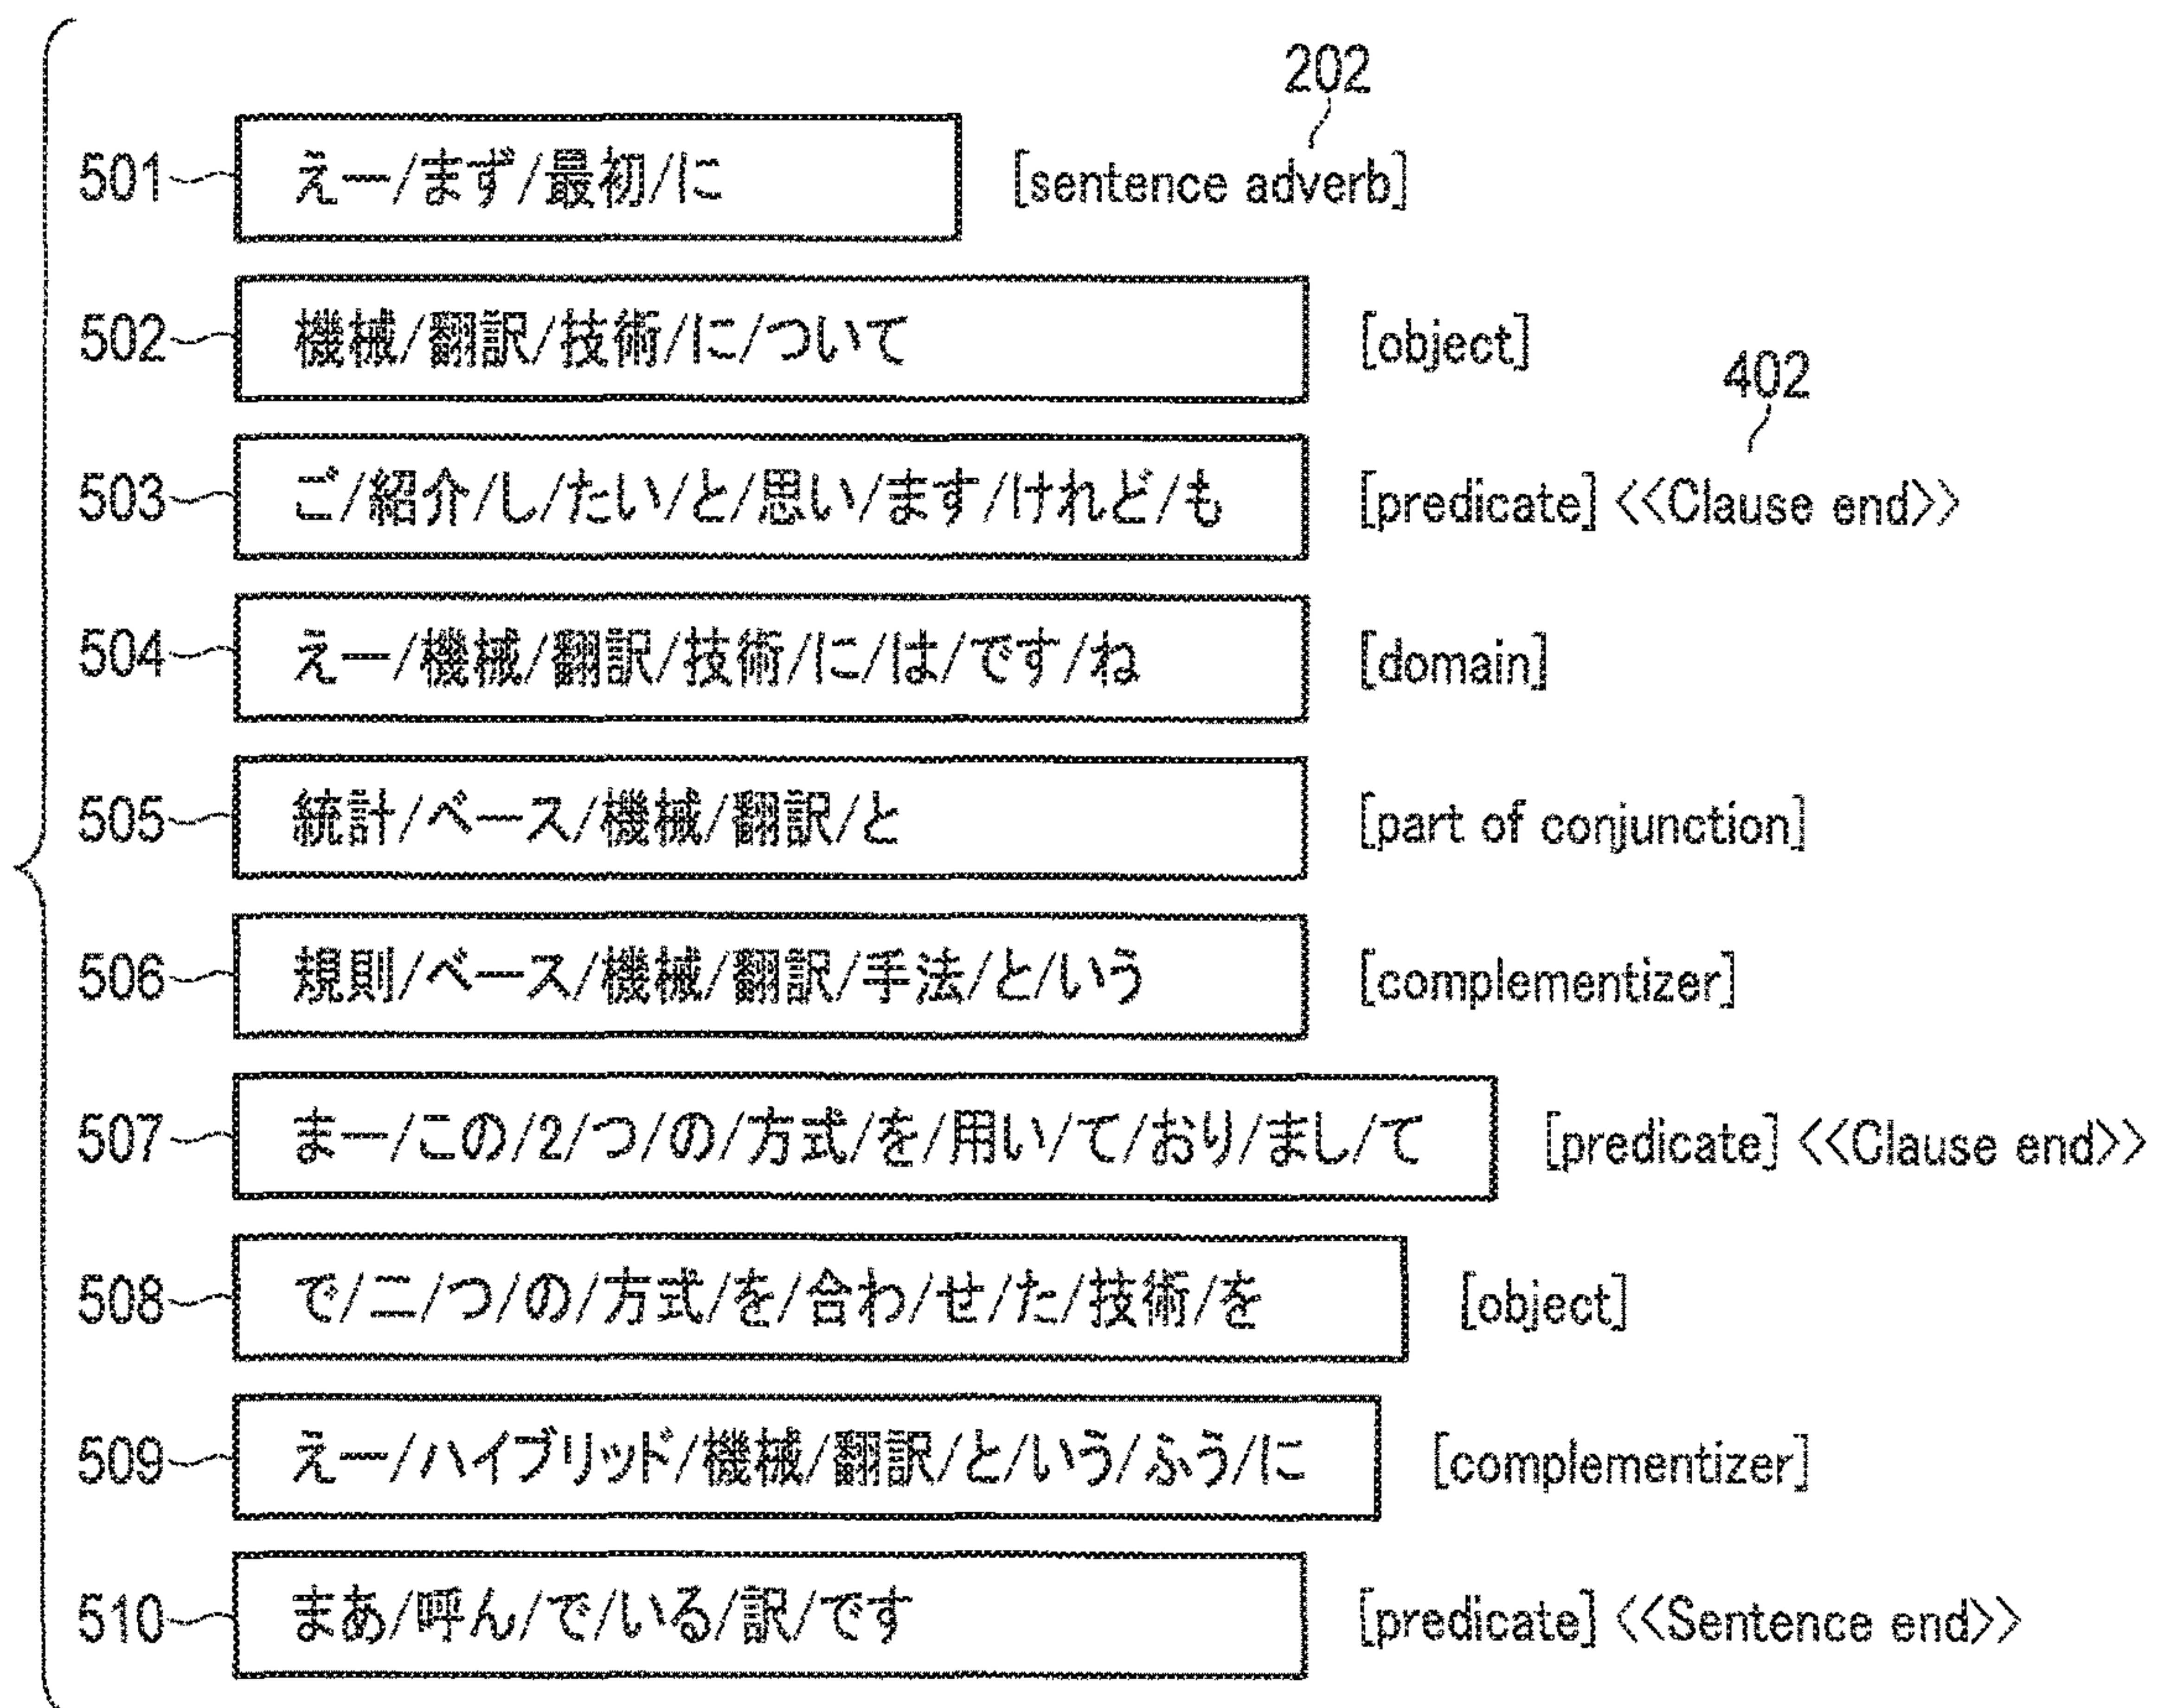 202
501 えー/まず/最初/に [sentence adverb]
502 機械/翻訳/技術/に/ついて [object]
402
503 ご/紹介/し/たい/と/思い/ます/けれど/も [predicate] <<Clause end>>
504 えー/機械/翻訳/技術/に/は/です/ね [domain]
505 統計/ベース/機械/翻訳/と [part of conjunction]
506 規則/ベース/機械/翻訳/手法/と/いう [complementizer]
507 まー/この/2/つ/の/方式/を/用い/て/おり/まし/て [predicate] <<Clause end>>
508 で/二/つ/の/方式/を/合わ/せ/た/技術/を [object]
509 えー/ハイブリッド/機械/翻訳/と/いう/ふう/に [complementizer]
510 まあ/呼ん/で/いる/訳/です [predicate] <<Sentence end>>